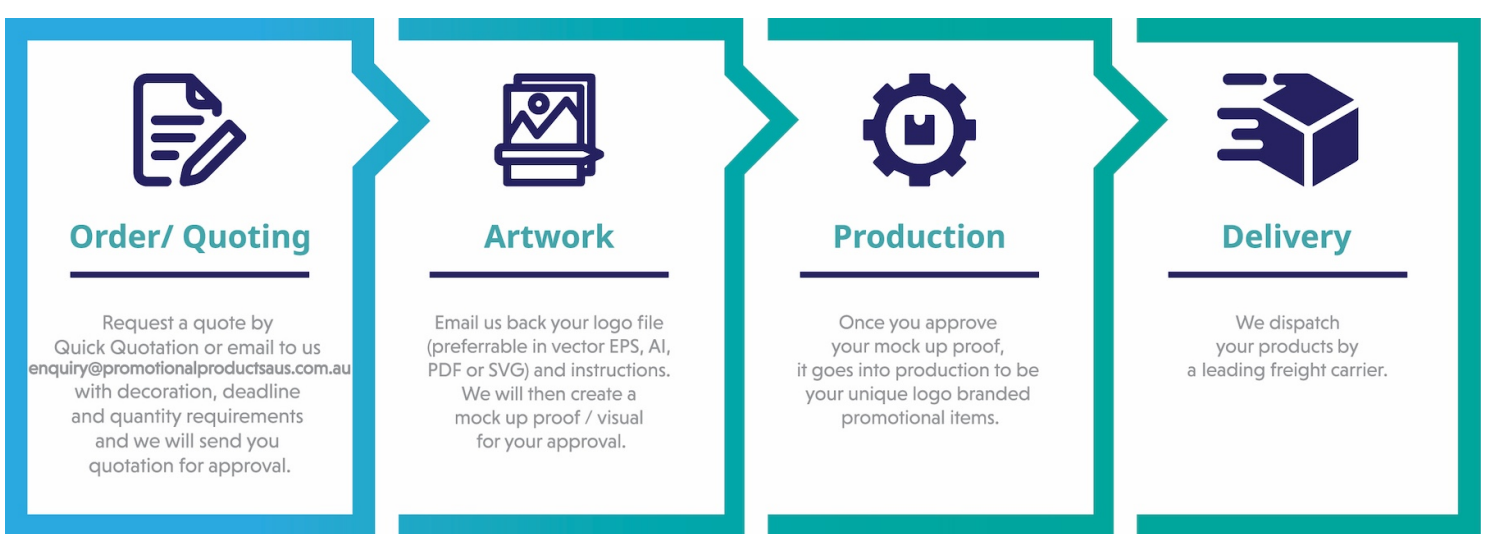 Order/ Quoting
Request a quote by
Quick Quotation or email to us
enquiry@promotionalproductsaus.com.au
with decoration, deadline
and quantity requirements
and we will send you
quotation for approval.
Artwork
Email us back your logo file
(preferrable in vector EPS, AI,
PDF or SVG) and instructions.
We will then create a
mock up proof / visual
for your approval.
Production
Once you approve
your mock up proof,
it goes into production to be
your unique logo branded
promotional items.
Delivery
We dispatch
your products by
a leading freight carrier.